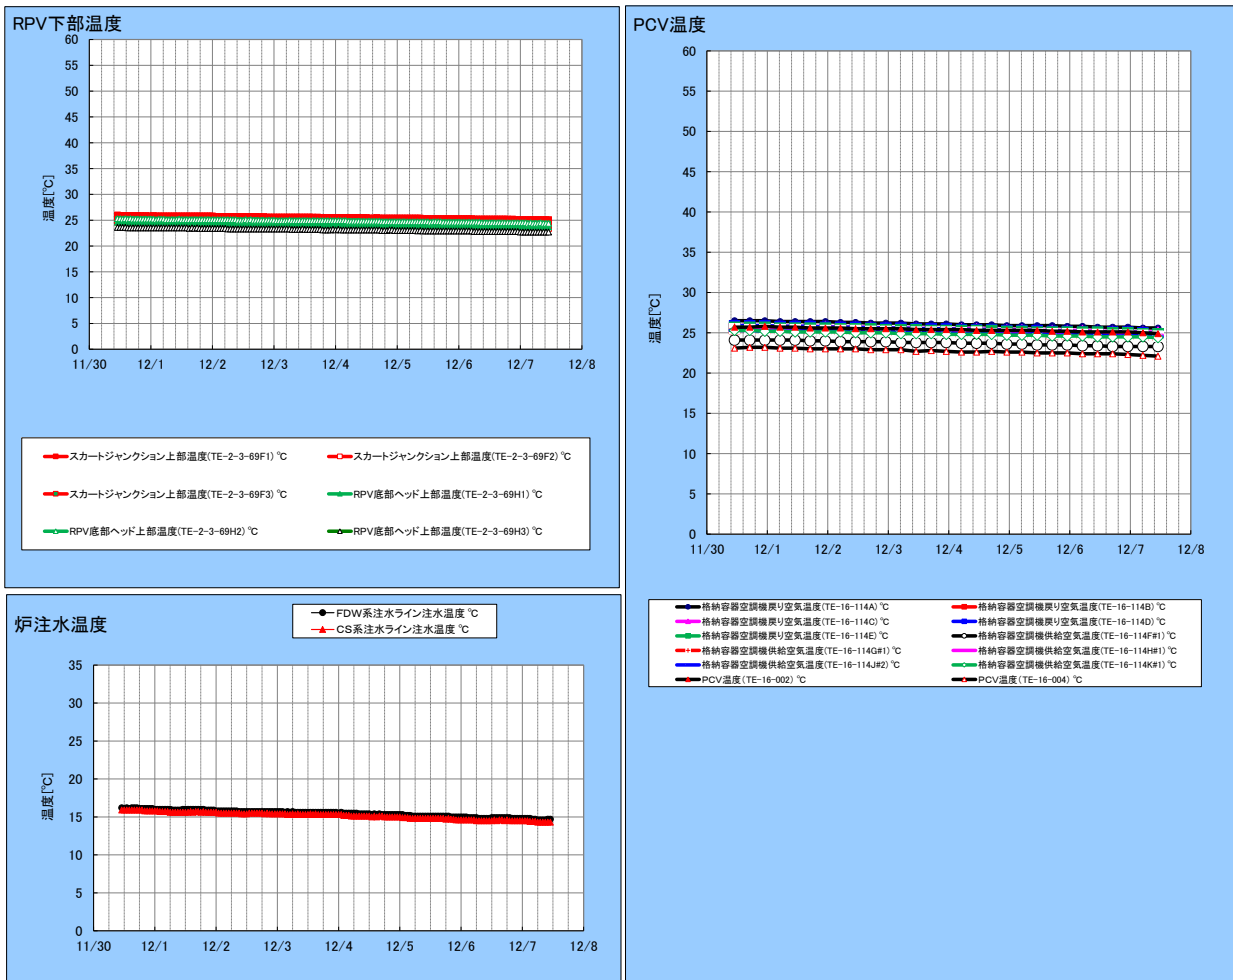 RPV下部温度
60
55
50
45
40
35
30
25
20
15
10
5
0
温度[℃]
11/30 12/1 12/2 12/3 12/4 12/5 12/6 12/7 12/8
スカートジャンクション上部温度(TE-2-3-69F1) ℃
スカートジャンクション上部温度(TE-2-3-69F2) ℃
スカートジャンクション上部温度(TE-2-3-69F3) ℃
RPV底部ヘッド上部温度(TE-2-3-69H1) ℃
RPV底部ヘッド上部温度(TE-2-3-69H2) ℃
RPV底部ヘッド上部温度(TE-2-3-69H3) ℃
炉注水温度
FDW系注水ライン注水温度 ℃
CS系注水ライン注水温度 ℃
35
30
25
20
15
10
5
0
温度[℃]
11/30 12/1 12/2 12/3 12/4 12/5 12/6 12/7 12/8
PCV温度
60
55
50
45
40
35
30
25
20
15
10
5
0
温度[℃]
11/30 12/1 12/2 12/3 12/4 12/5 12/6 12/7 12/8
格納容器空調機戻り空気温度(TE-16-114A) ℃
格納容器空調機戻り空気温度(TE-16-114B) ℃
格納容器空調機戻り空気温度(TE-16-114C) ℃
格納容器空調機戻り空気温度(TE-16-114D) ℃
格納容器空調機戻り空気温度(TE-16-114E) ℃
格納容器空調機供給空気温度(TE-16-114F#1) ℃
格納容器空調機供給空気温度(TE-16-114G#1) ℃
格納容器空調機供給空気温度(TE-16-114H#1) ℃
格納容器空調機供給空気温度(TE-16-114J#2) ℃
格納容器空調機供給空気温度(TE-16-114K#1) ℃
PCV温度(TE-16-002) ℃
PCV温度(TE-16-004) ℃